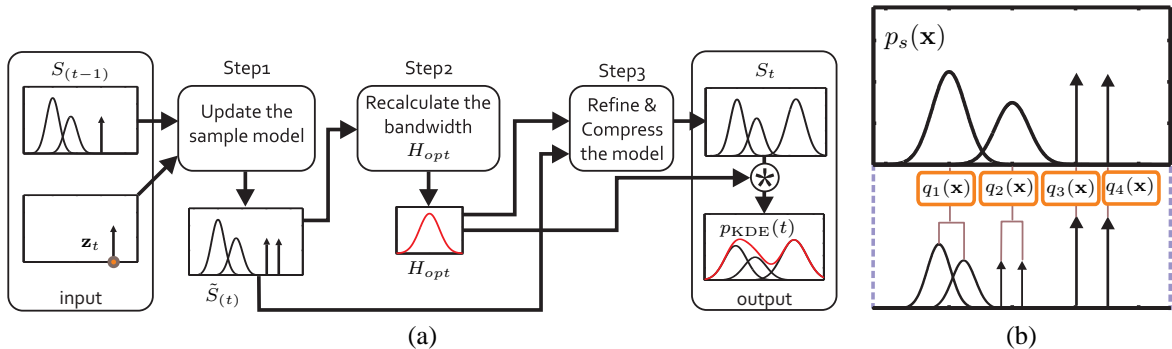 S(t−1)
z_t
input
Step1
Update the
sample model
S̃(t)
Step2
Recalculate the
bandwidth
H_opt
H_opt
Step3
Refine &
Compress
the model
S_t
*
p_KDE(t)
output
(a)
p_s(x)
q_1(x) q_2(x) q_3(x) q_4(x)
(b)